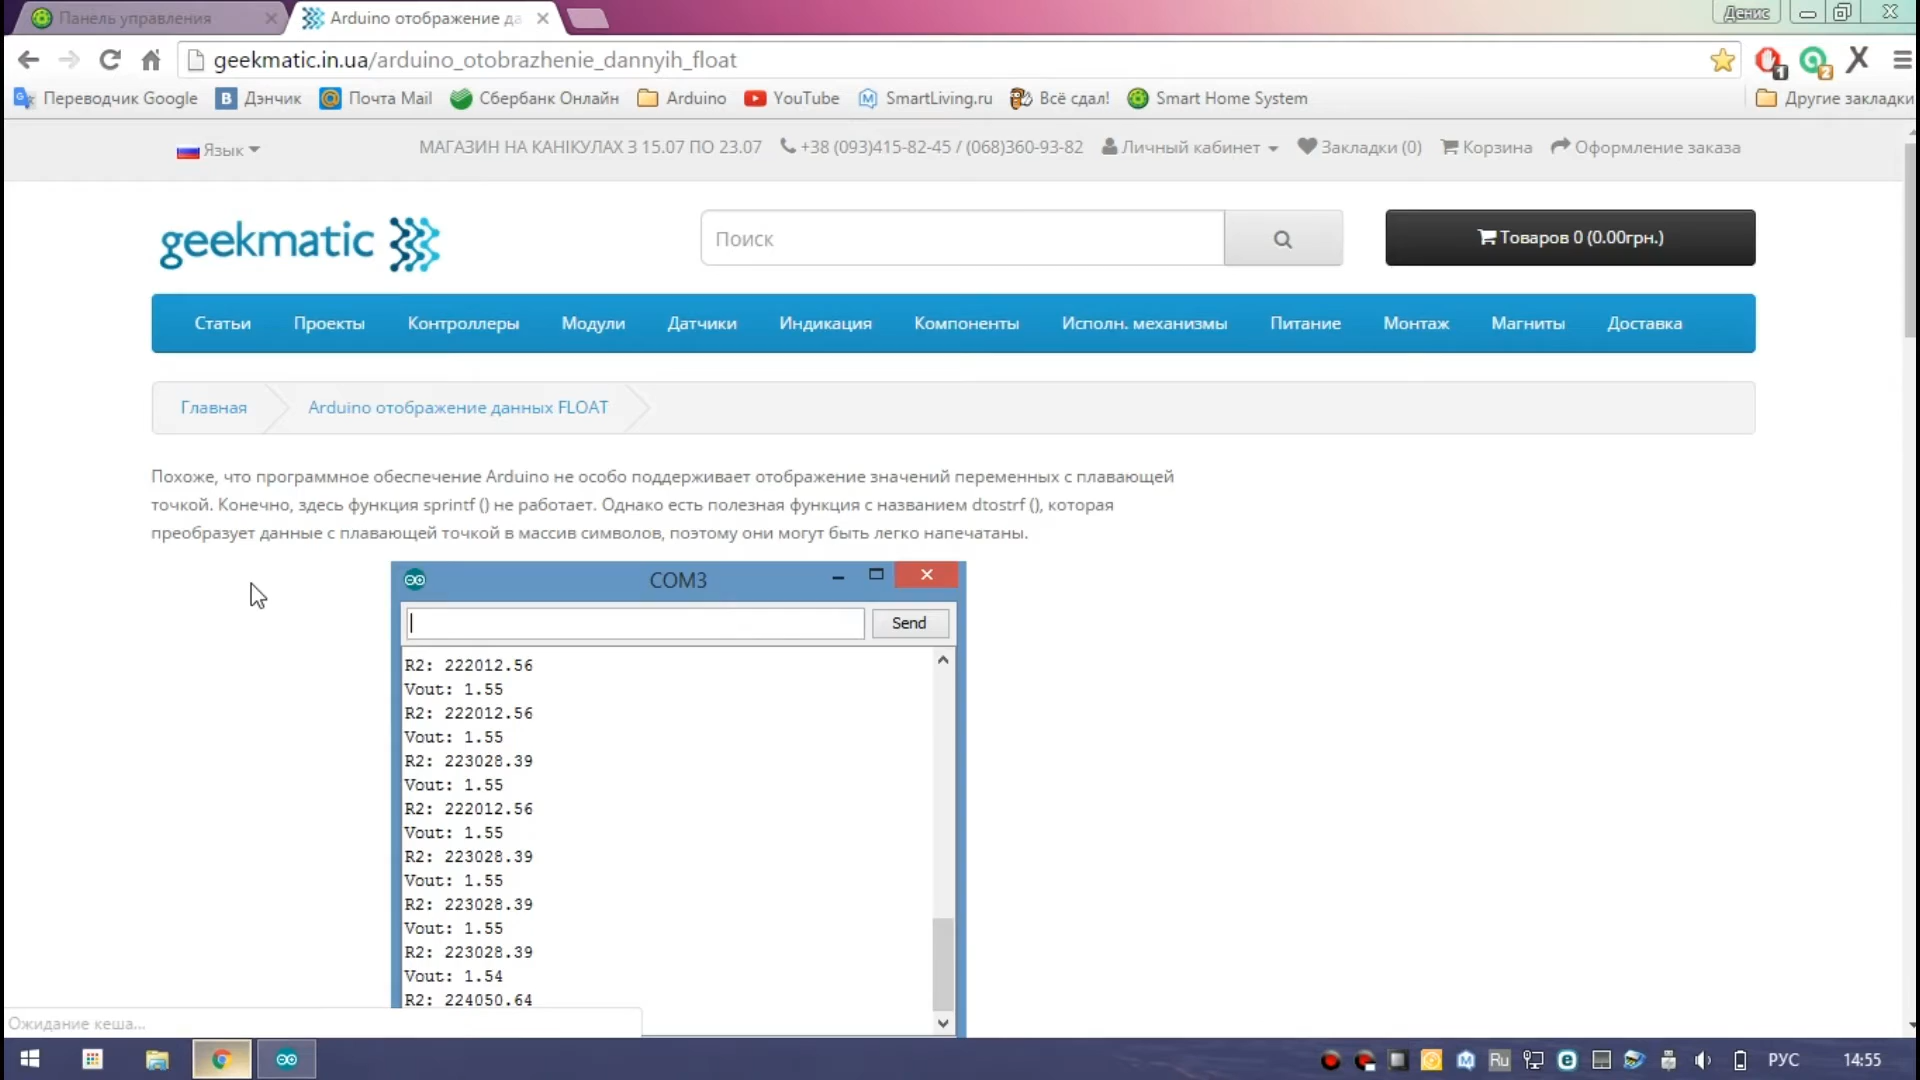 Панель управления
Arduino отображение да
Денис
geekmatic.in.ua/arduino_otobrazhenie_dannyih_float
1
2
Переводчик Google
Дэнчик
Почта Mail
Сбербанк Онлайн
Arduino
YouTube
SmartLiving.ru
Всё сдал!
Smart Home System
Другие закладки
Язык
МАГАЗИН НА КАНІКУЛАХ З 15.07 ПО 23.07
+38 (093)415-82-45 / (068)360-93-82
Личный кабинет
Закладки (0)
Корзина
Оформление заказа
geekmatic
Поиск
Товаров 0 (0.00грн.)
Статьи
Проекты
Контроллеры
Модули
Датчики
Индикация
Компоненты
Исполн. механизмы
Питание
Монтаж
Магниты
Доставка
Главная
Arduino отображение данных FLOAT
Похоже, что программное обеспечение Arduino не особо поддерживает отображение значений переменных с плавающей
точкой. Конечно, здесь функция sprintf () не работает. Однако есть полезная функция с названием dtostrf (), которая
преобразует данные с плавающей точкой в массив символов, поэтому они могут быть легко напечатаны.
COM3
Send
R2: 222012.56
Vout: 1.55
R2: 222012.56
Vout: 1.55
R2: 223028.39
Vout: 1.55
R2: 222012.56
Vout: 1.55
R2: 223028.39
Vout: 1.55
R2: 223028.39
Vout: 1.55
R2: 223028.39
Vout: 1.54
R2: 224050.64
Ожидание кеша...
Ru
РУС
14:55